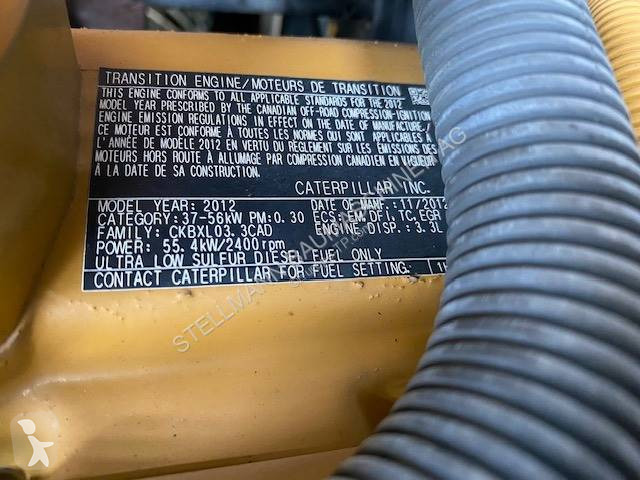 TRANSITION ENGINE/MOTEURS DE TRANSITION
THIS ENGINE CONFORMS TO ALL APPLICABLE STANDARDS FOR THE 2012
MODEL YEAR PRESCRIBED BY THE CANADIAN OFF-ROAD COMPRESSION-IGNITION
ENGINE EMISSION REGULATIONS IN EFFECT ON THE DATE OF MANUFACTURE/
CE MOTEUR EST CONFORME À TOUTES LES NORMES QUI S'APPLIQUENT À
L'ANNÉE DE MODÈLE 2012 EN VERTU DU RÈGLEMENT SUR LES ÉMISSIONS DES
MOTEURS HORS ROUTE À ALLUMAGE PAR COMPRESSION CANADIEN EN VIGUEUR
À LA DATE DE SA CONSTRUCTION.
CATERPILLAR INC.
MODEL YEAR: 2012 DATE OF MANF.:11/2012
CATEGORY:37-56kW PM:0.30 ECS:EM,DFI,TC,EGR
FAMILY: CKBXL03.3CAD ENGINE DISP.: 3.3L
POWER: 55.4kW/2400rpm
ULTRA LOW SULFUR DIESEL FUEL ONLY
CONTACT CATERPILLAR FOR FUEL SETTING.
STELLMANN BAUMASCHINEN AG